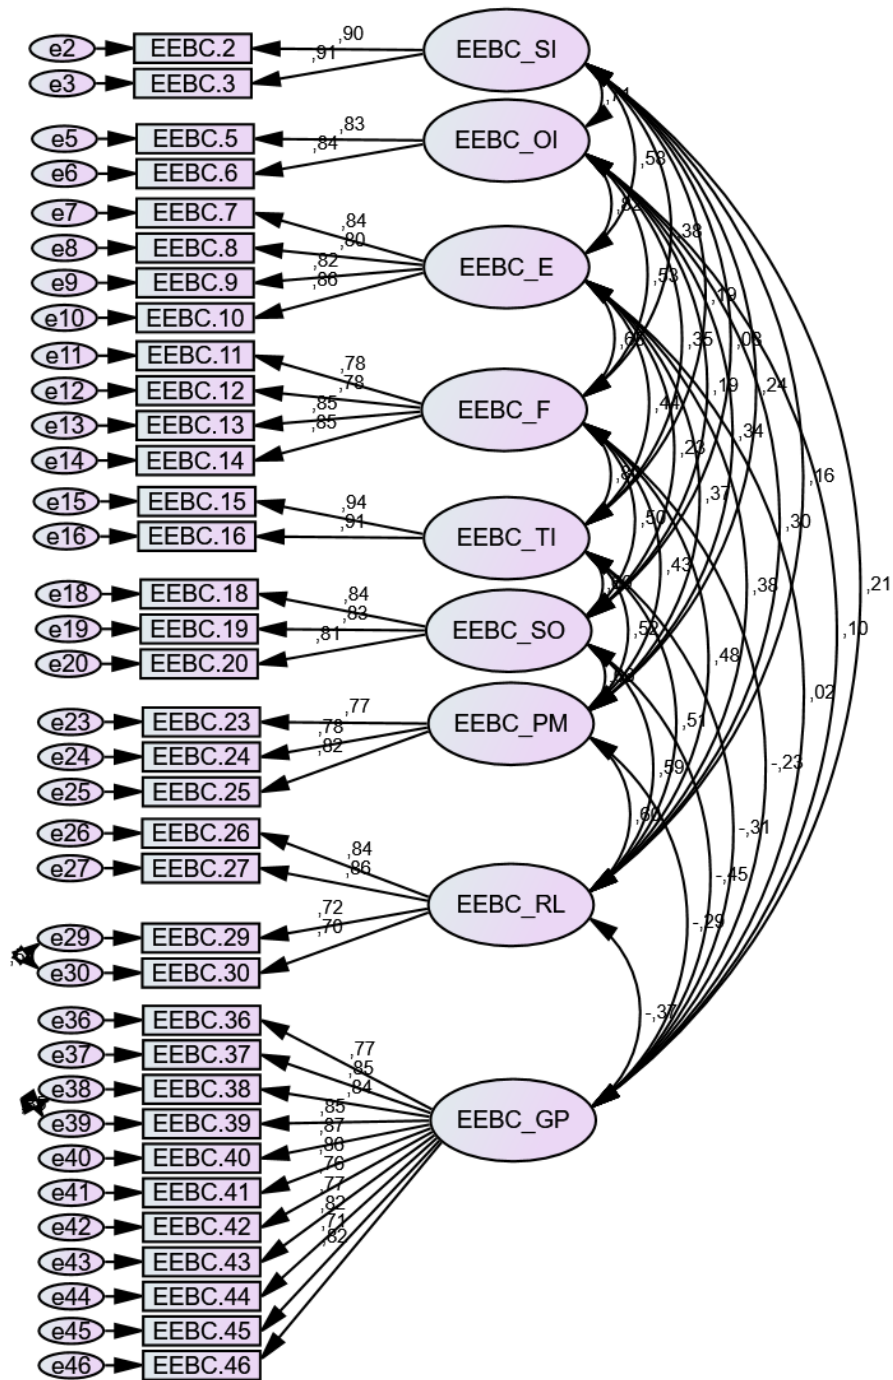 e2 EEBC.2 ,90 EEBC_SI
e3 EEBC.3 ,91
e5 EEBC.5 ,83 EEBC_OI
e6 EEBC.6 ,84
,58
e7 EEBC.7 ,84
e8 EEBC.8 ,80 ,38
e9 EEBC.9 ,82 EEBC_E ,53
e10 EEBC.10 ,86 ,19
e11 EEBC.11 ,78 ,35 ,03
e12 EEBC.12 ,78 ,19 ,24
e13 EEBC.13 ,85 EEBC_F ,44
e14 EEBC.14 ,85 ,23 ,34
,16
e15 EEBC.15 ,94 ,37
e16 EEBC.16 ,91 EEBC_TI ,50 ,30
,43
e18 EEBC.18 ,84 ,38 ,21
e19 EEBC.19 ,83 EEBC_SO ,52 ,10
e20 EEBC.20 ,81 ,48
,02
e23 EEBC.23 ,77 EEBC_PM ,51
e24 EEBC.24 ,78 ,59 -,23
e25 EEBC.25 ,82
e26 EEBC.26 ,84 -,31
e27 EEBC.27 ,86 -,45
e29 EEBC.29 ,72 EEBC_RL -,29
e30 EEBC.30 ,70
e36 EEBC.36 ,77 -,37
e37 EEBC.37 ,85
e38 EEBC.38 ,84
e39 EEBC.39 ,85 EEBC_GP
e40 EEBC.40 ,87
e41 EEBC.41 ,86
e42 EEBC.42 ,76
e43 EEBC.43 ,77
e44 EEBC.44 ,82
e45 EEBC.45 ,71
e46 EEBC.46 ,82